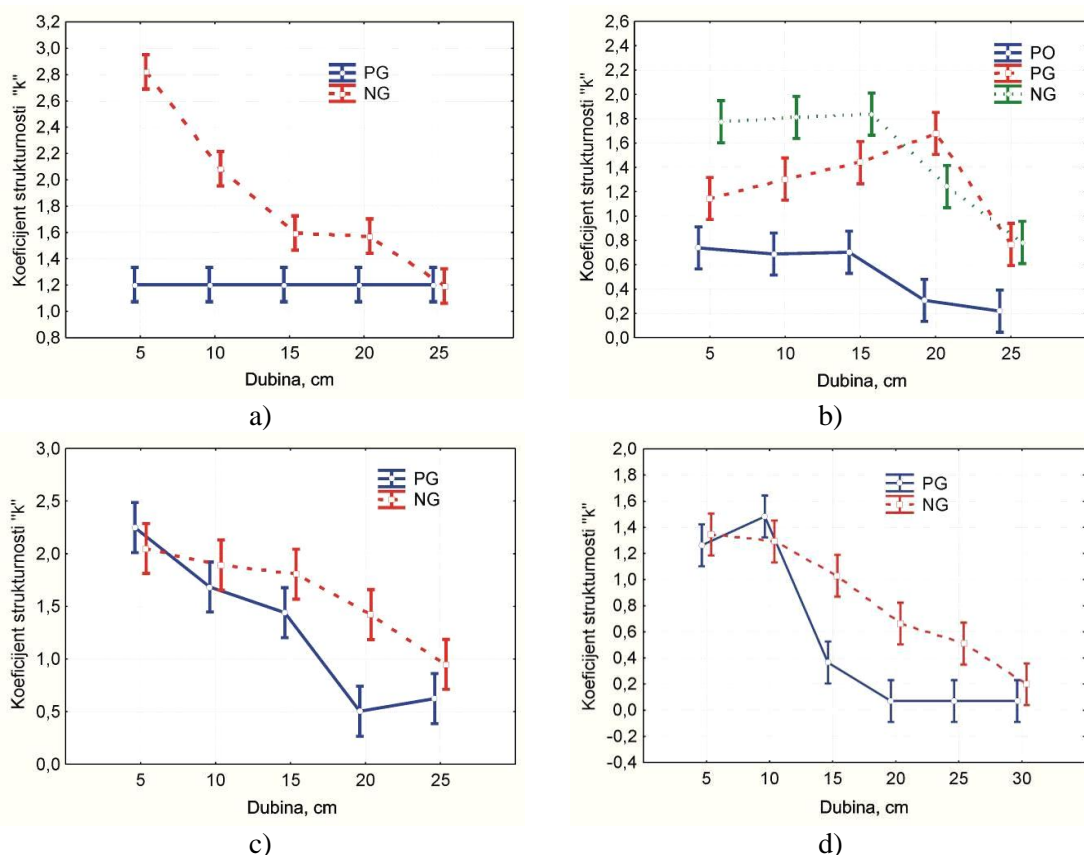 3,2
3,0
2,8
2,6
2,4
2,2
2,0
1,8
1,6
1,4
1,2
1,0
0,8
Koeficijent strukturnosti "k"
PG
NG
5 10 15 20 25
Dubina, cm
a)
2,6
2,4
2,2
2,0
1,8
1,6
1,4
1,2
1,0
0,8
0,6
0,4
0,2
0,0
Koeficijent strukturnosti "k"
PO
PG
NG
5 10 15 20 25
Dubina, cm
b)
3,0
2,5
2,0
1,5
1,0
0,5
0,0
Koeficijent strukturnosti "k"
PG
NG
5 10 15 20 25
Dubina, cm
c)
2,0
1,8
1,6
1,4
1,2
1,0
0,8
0,6
0,4
0,2
0,0
-0,2
-0,4
Koeficijent strukturnosti "k"
PG
NG
5 10 15 20 25 30
Dubina, cm
d)